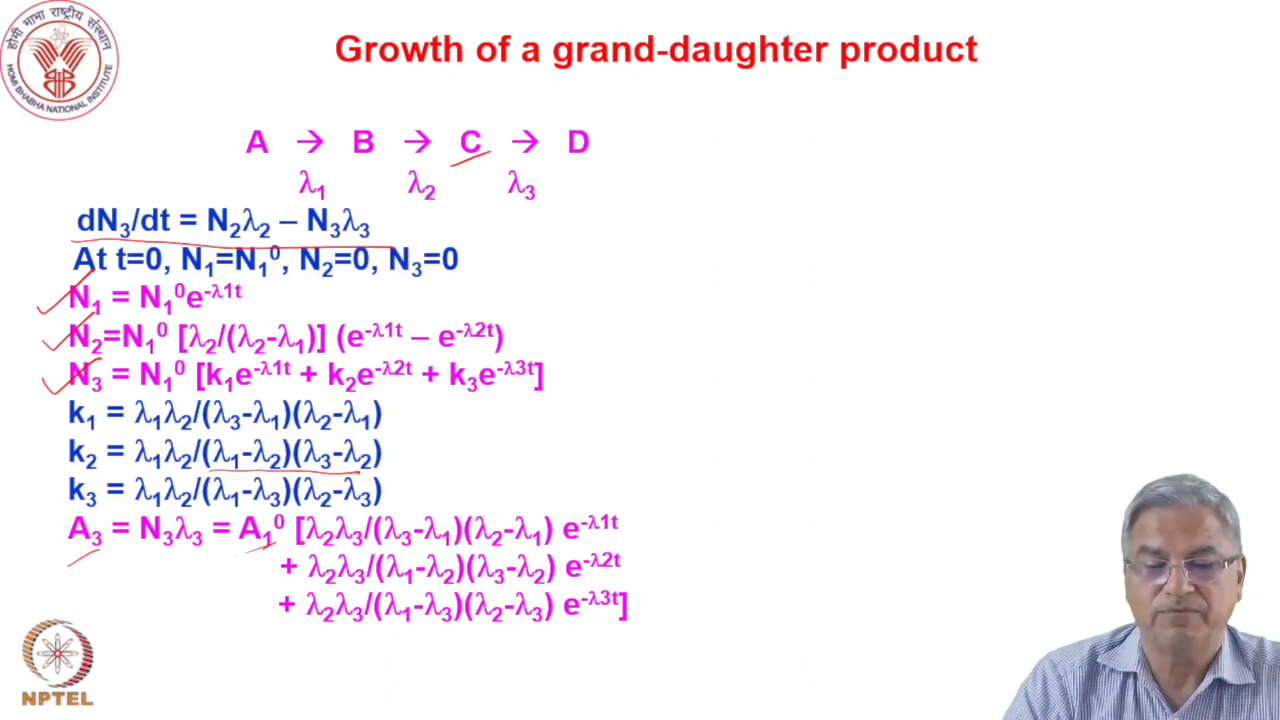 होमी भाभा राष्ट्रीय संस्थान
HOMI BHABHA NATIONAL INSTITUTE
Growth of a grand-daughter product
A → B → C → D
λ₁ λ₂ λ₃
dN₃/dt = N₂λ₂ – N₃λ₃
At t=0, N₁=N₁⁰, N₂=0, N₃=0
N₁ = N₁⁰e^-λ1t
N₂=N₁⁰ [λ₂/(λ₂-λ₁)] (e^-λ1t – e^-λ2t)
N₃ = N₁⁰ [k₁e^-λ1t + k₂e^-λ2t + k₃e^-λ3t]
k₁ = λ₁λ₂/(λ₃-λ₁)(λ₂-λ₁)
k₂ = λ₁λ₂/(λ₁-λ₂)(λ₃-λ₂)
k₃ = λ₁λ₂/(λ₁-λ₃)(λ₂-λ₃)
A₃ = N₃λ₃ = A₁⁰ [λ₂λ₃/(λ₃-λ₁)(λ₂-λ₁) e^-λ1t
+ λ₂λ₃/(λ₁-λ₂)(λ₃-λ₂) e^-λ2t
+ λ₂λ₃/(λ₁-λ₃)(λ₂-λ₃) e^-λ3t]
NPTEL